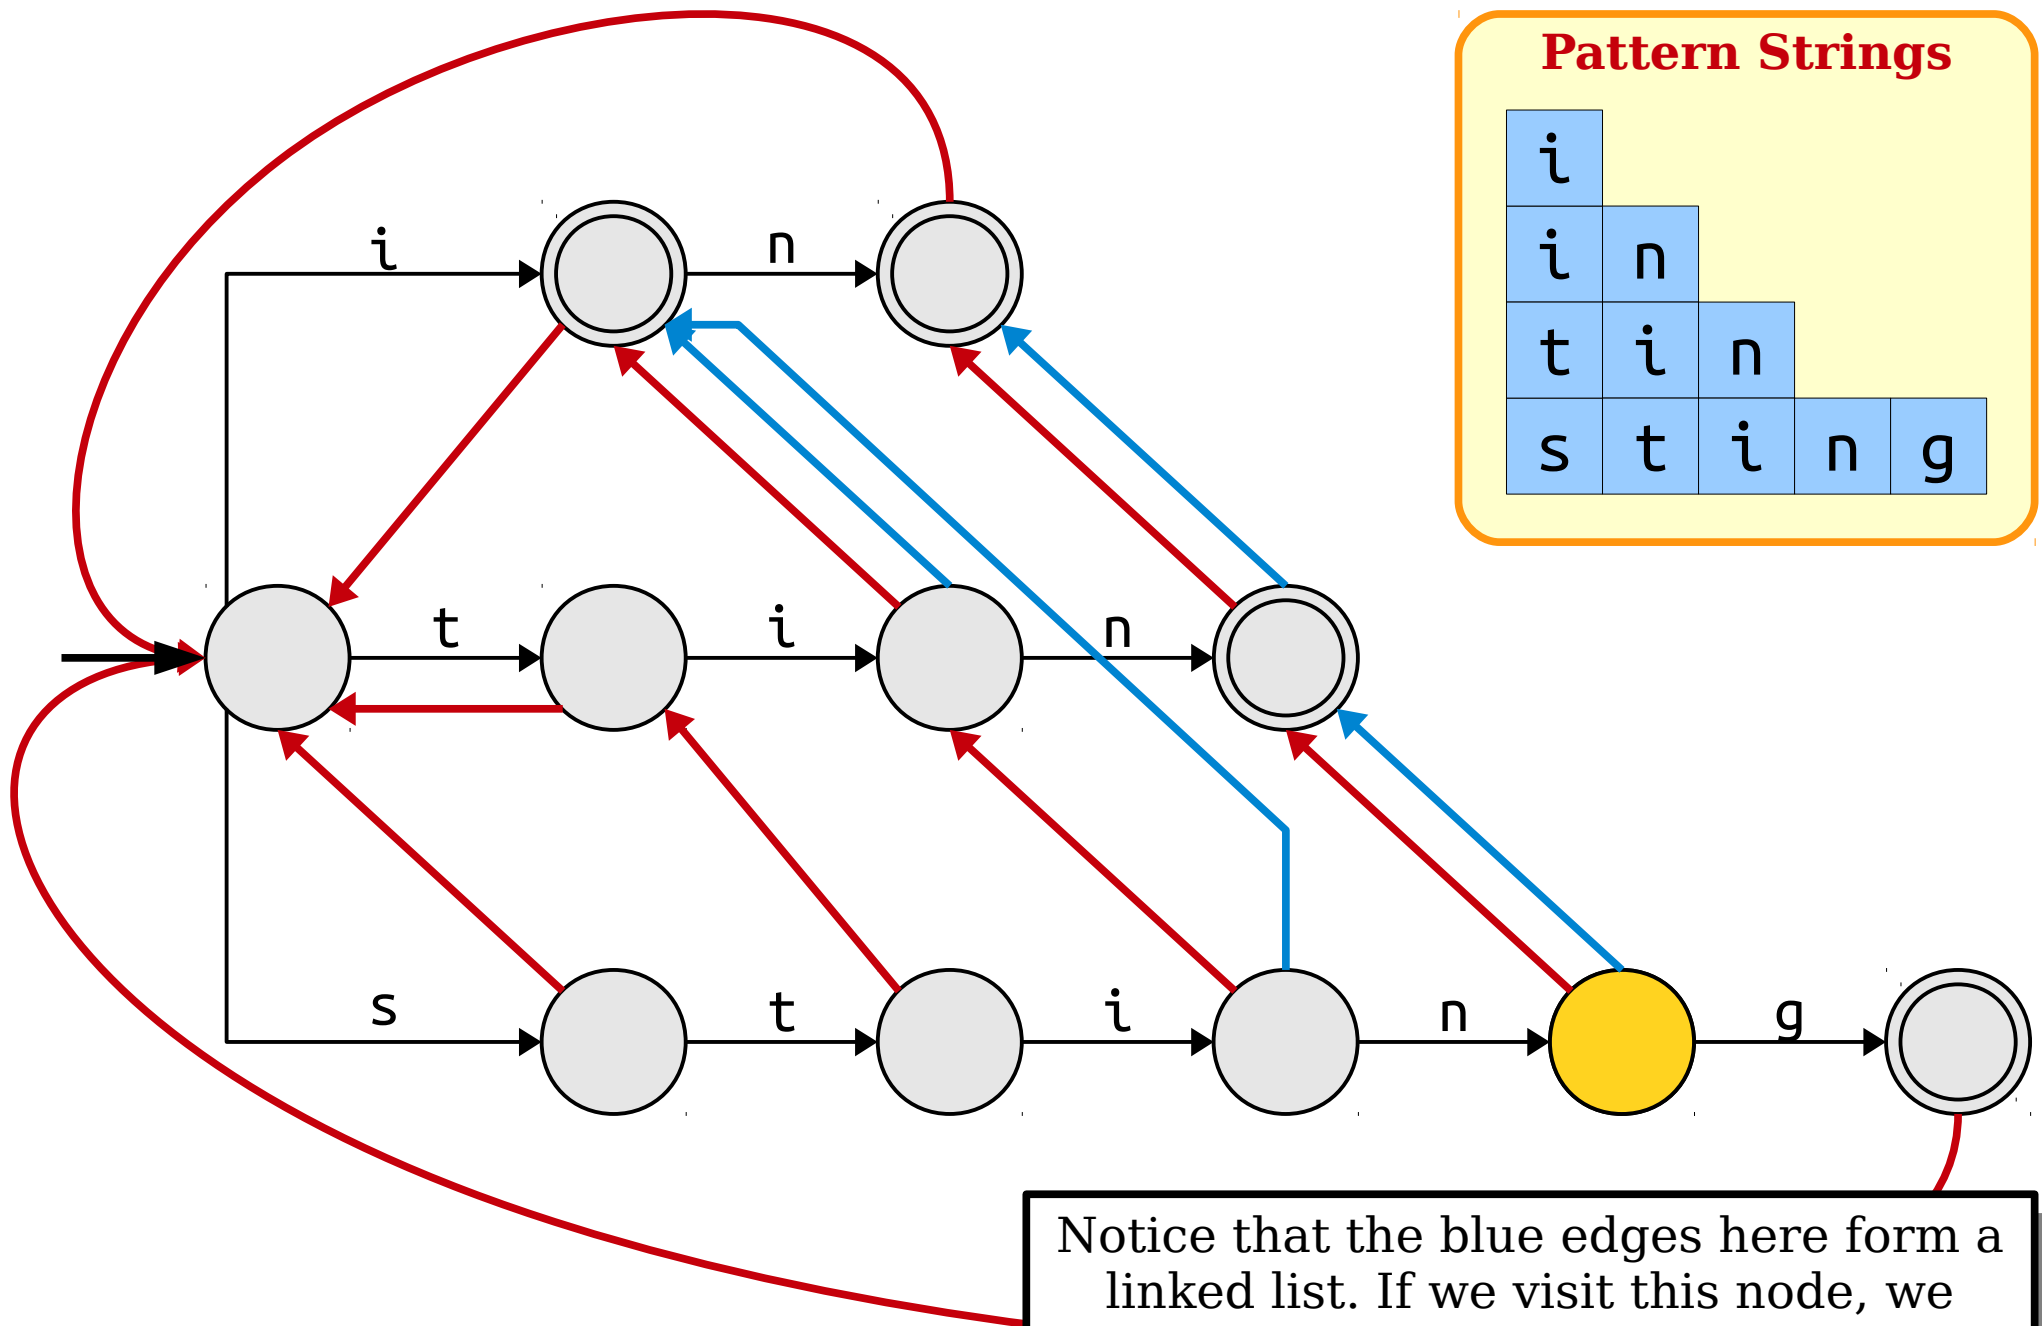 Pattern Strings
i
i n
t i n
s t i n g
i n
t i n
s t i n g
Notice that the blue edges here form a
linked list. If we visit this node, we